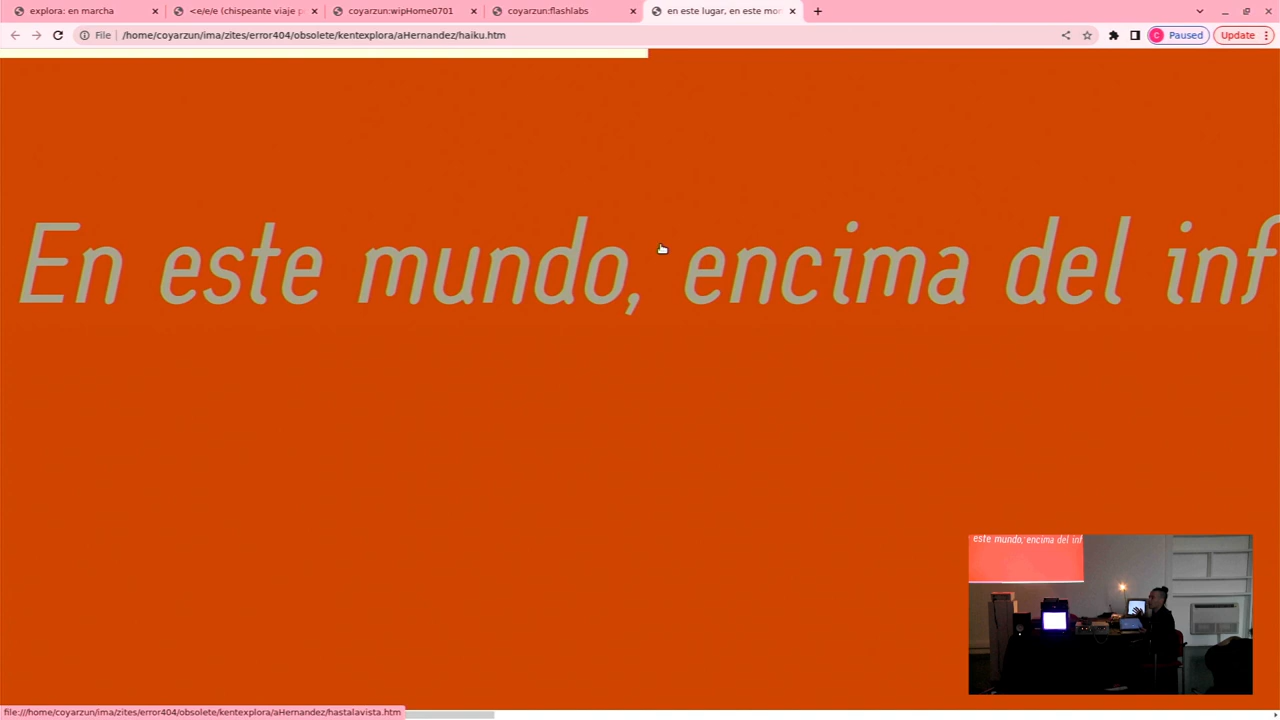 explora: en marcha
<e/e/e (chispeante viaje p
coyarzun:wipHome0701
coyarzun:flashlabs
en este lugar, en este mo
File
/home/coyarzun/ima/zites/error404/obsolete/kentexplora/aHernandez/haiku.htm
C
Paused
Update
En este mundo, encima del inf
este mundo, encima del inf
file:///home/coyarzun/ima/zites/error404/obsolete/kentexplora/aHernandez/hastalavista.htm